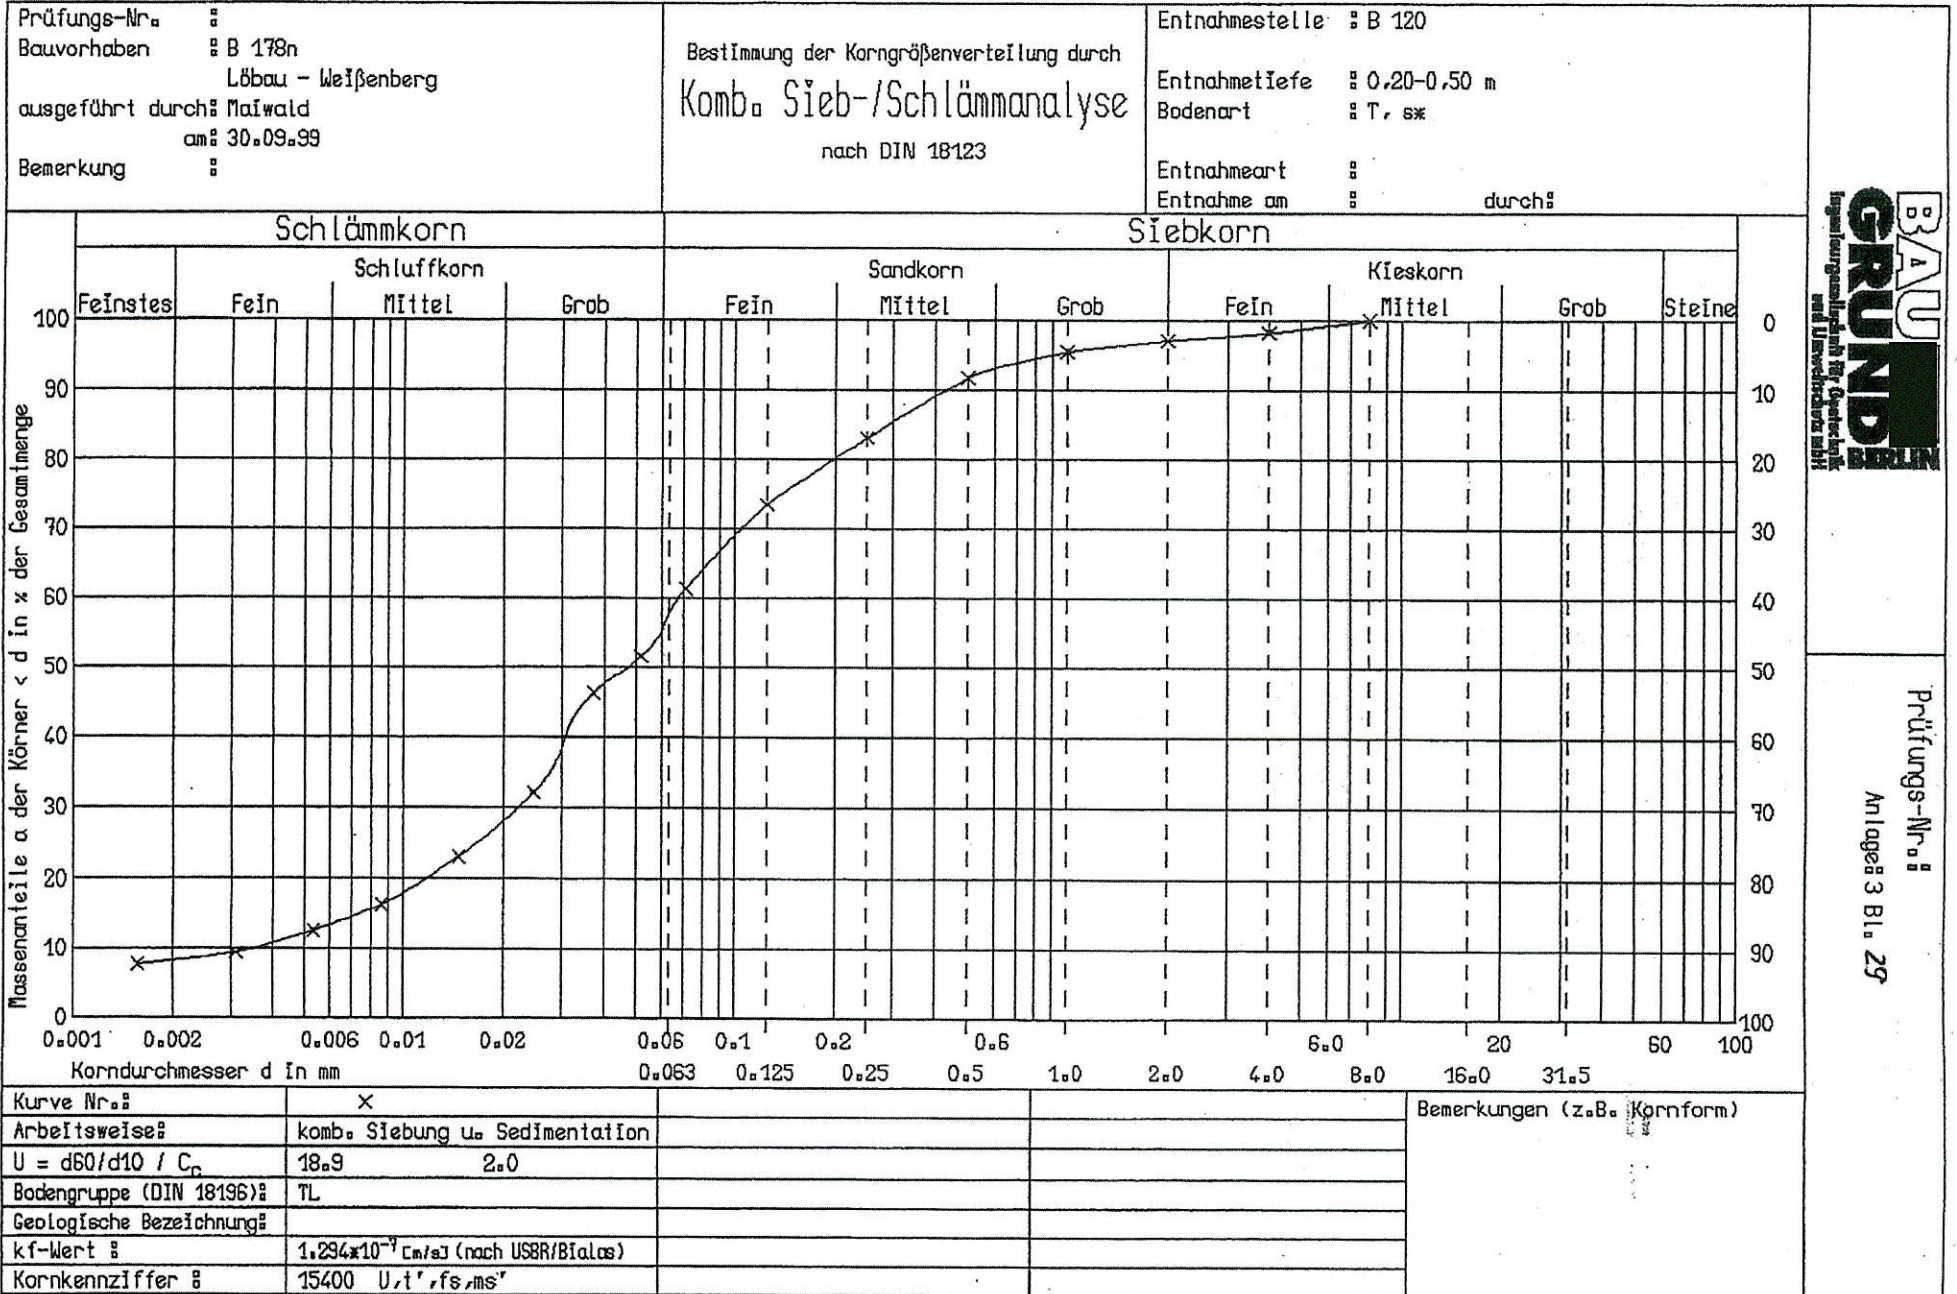 Prüfungs-Nr. :
Bauvorhaben : B 178n
Löbau - Weißenberg
ausgeführt durch: Maiwald
am: 30.09.99
Bemerkung :
Bestimmung der Korngrößenverteilung durch
Komb. Sieb-/Schlämmanalyse
nach DIN 18123
Entnahmestelle : B 120
Entnahmetiefe : 0,20-0,50 m
Bodenart : T, s*
Entnahmeart :
Entnahme am : durch:
Schlämmkorn Siebkorn
Schluffkorn Sandkorn Kieskorn
Feinstes Fein Mittel Grob Fein Mittel Grob Fein Mittel Grob Steine
Massenanteile a der Körner < d in % der Gesamtmenge
100 0
90 10
80 20
70 30
60 40
50 50
40 60
30 70
20 80
10 90
0 100
0.001 0.002 0.006 0.01 0.02 0.06 0.1 0.2 0.6 6.0 20 60 100
Korndurchmesser d in mm 0.063 0.125 0.25 0.5 1.0 2.0 4.0 8.0 16.0 31.5
Kurve Nr.: ×
Arbeitsweise: komb. Siebung u. Sedimentation
U = d60/d10 / Cc 18.9 2.0
Bodengruppe (DIN 18196): TL
Geologische Bezeichnung:
kf-Wert : 1.294*10⁻⁷ [m/s] (nach USBR/Bialas)
Kornkennziffer : 15400 U,t',fs,ms'
Bemerkungen (z.B. Kornform)
BAU
GRUND
BERLIN
Ingenieurgesellschaft für Geotechnik
und Umweltschutz mbH
Prüfungs-Nr.:
Anlage: 3 Bl. 29